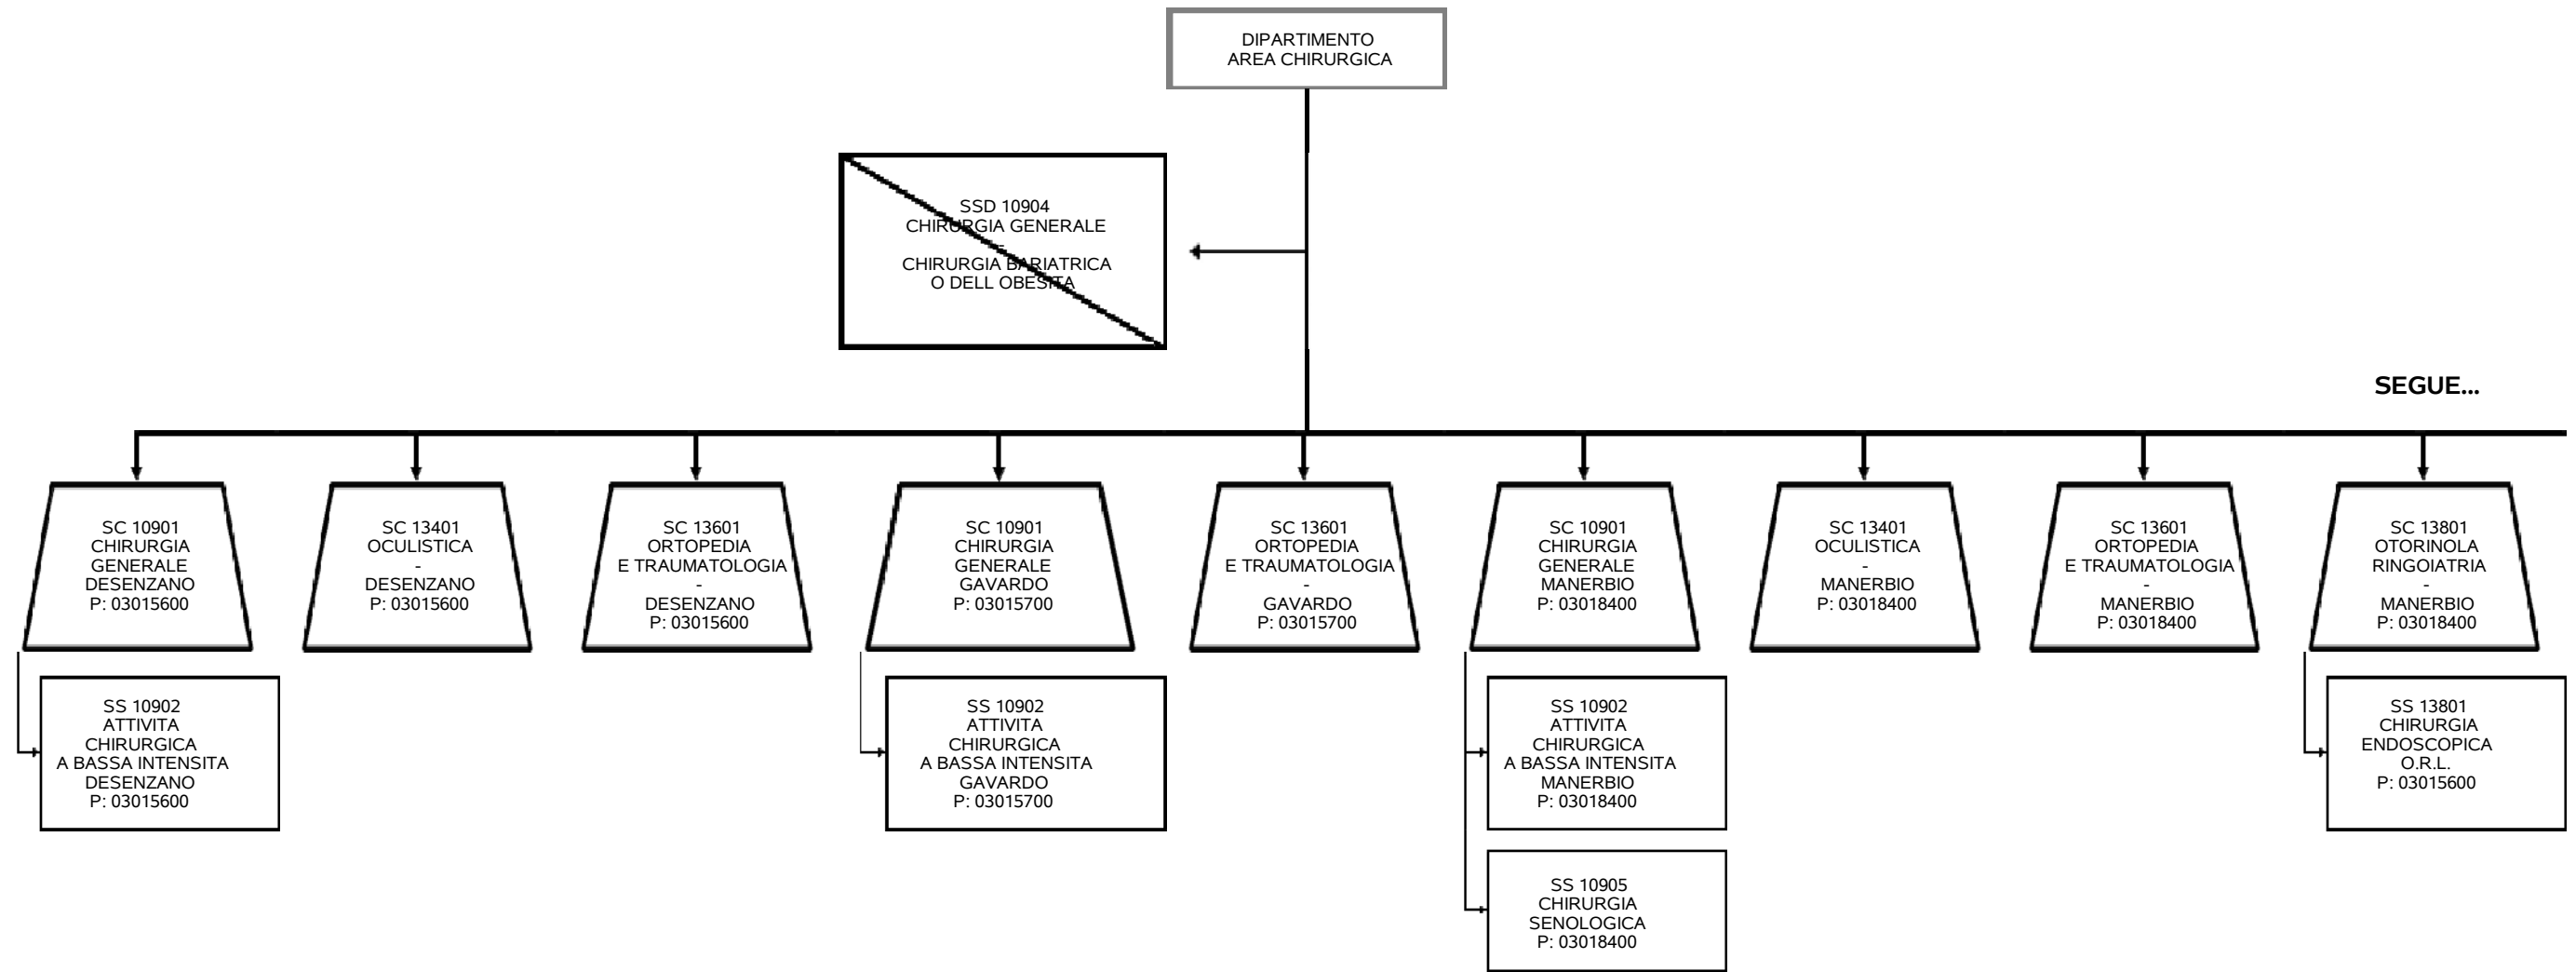 DIPARTIMENTO
AREA CHIRURGICA
SSD 10904
CHIRURGIA GENERALE
-
CHIRURGIA BARIATRICA
O DELL OBESITA
SEGUE...
SC 10901
CHIRURGIA
GENERALE
DESENZANO
P: 03015600
SC 13401
OCULISTICA
-
DESENZANO
P: 03015600
SC 13601
ORTOPEDIA
E TRAUMATOLOGIA
-
DESENZANO
P: 03015600
SC 10901
CHIRURGIA
GENERALE
GAVARDO
P: 03015700
SC 13601
ORTOPEDIA
E TRAUMATOLOGIA
-
GAVARDO
P: 03015700
SC 10901
CHIRURGIA
GENERALE
MANERBIO
P: 03018400
SC 13401
OCULISTICA
-
MANERBIO
P: 03018400
SC 13601
ORTOPEDIA
E TRAUMATOLOGIA
-
MANERBIO
P: 03018400
SC 13801
OTORINOLA
RINGOIATRIA
-
MANERBIO
P: 03018400
SS 10902
ATTIVITA
CHIRURGICA
A BASSA INTENSITA
DESENZANO
P: 03015600
SS 10902
ATTIVITA
CHIRURGICA
A BASSA INTENSITA
GAVARDO
P: 03015700
SS 10902
ATTIVITA
CHIRURGICA
A BASSA INTENSITA
MANERBIO
P: 03018400
SS 13801
CHIRURGIA
ENDOSCOPICA
O.R.L.
P: 03015600
SS 10905
CHIRURGIA
SENOLOGICA
P: 03018400